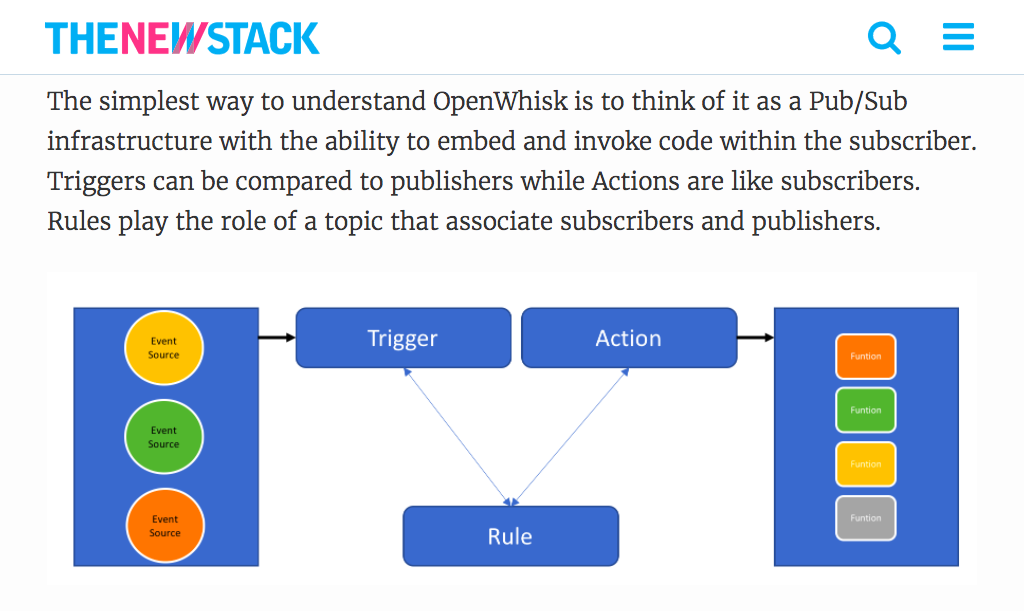 THENEWSTACK
The simplest way to understand OpenWhisk is to think of it as a Pub/Sub
infrastructure with the ability to embed and invoke code within the subscriber.
Triggers can be compared to publishers while Actions are like subscribers.
Rules play the role of a topic that associate subscribers and publishers.
Event
Source
Event
Source
Event
Source
Trigger
Action
Rule
Funtion
Funtion
Funtion
Funtion